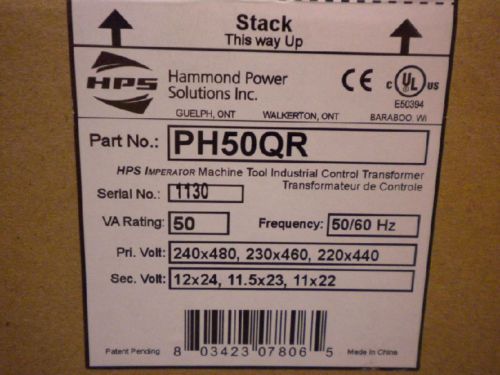 Stack
This way Up
HPS
Hammond Power
Solutions Inc.
CE
C UL US
E50394
GUELPH, ONT WALKERTON, ONT BARABOO, WI
Part No.: PH50QR
HPS IMPERATOR Machine Tool Industrial Control Transformer
Transformateur de Controle
Serial No.: 1130
VA Rating: 50 Frequency: 50/60 Hz
Pri. Volt: 240x480, 230x460, 220x440
Sec. Volt: 12x24, 11.5x23, 11x22
Patent Pending 8 03423 07806 5 Made In China